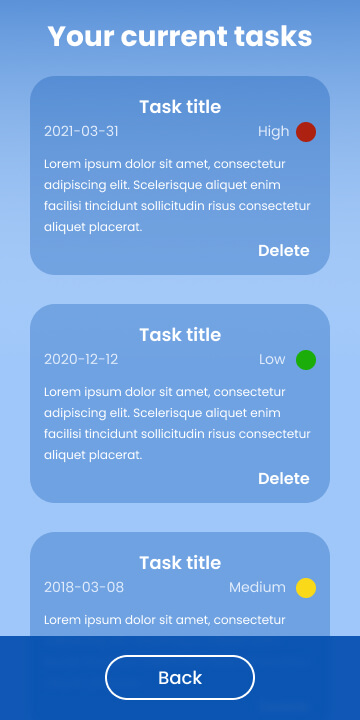 Your current tasks
Task title
2021-03-31 High
Lorem ipsum dolor sit amet, consectetur
adipiscing elit. Scelerisque aliquet enim
facilisi tincidunt sollicitudin risus consectetur
aliquet placerat.
Delete
Task title
2020-12-12 Low
Lorem ipsum dolor sit amet, consectetur
adipiscing elit. Scelerisque aliquet enim
facilisi tincidunt sollicitudin risus consectetur
aliquet placerat.
Delete
Task title
2018-03-08 Medium
Lorem ipsum dolor sit amet, consectetur
Back